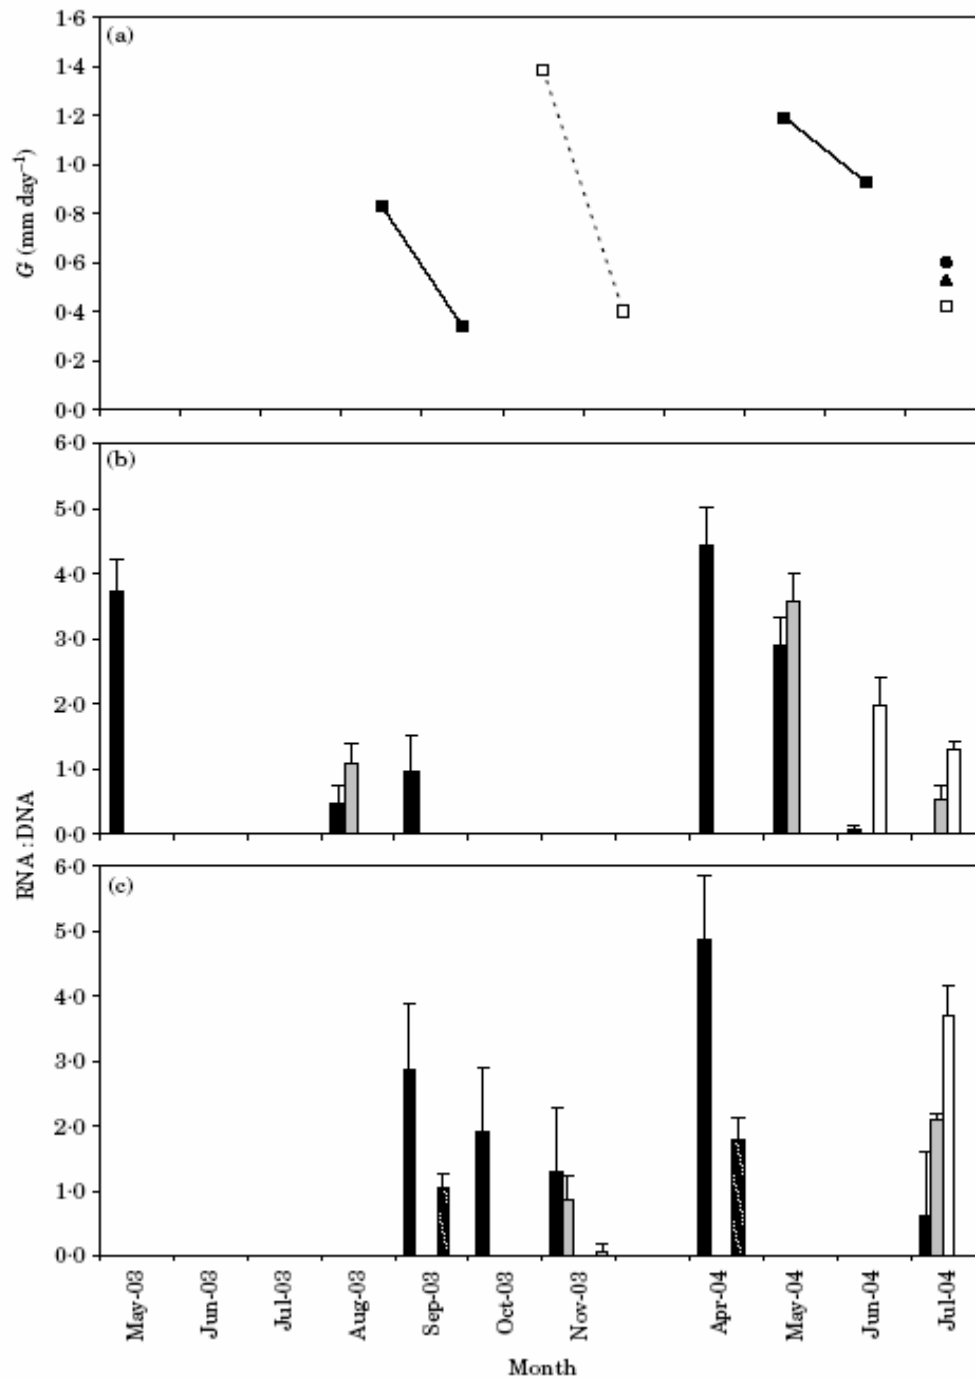 (a)
1·6
1·4
1·2
1·0
0·8
0·6
0·4
0·2
0·0
G (mm day⁻¹)
(b)
6·0
5·0
4·0
3·0
2·0
1·0
0·0
RNA:DNA
(c)
6·0
5·0
4·0
3·0
2·0
1·0
0·0
May-03
Jun-03
Jul-03
Aug-03
Sep-03
Oct-03
Nov-03
Apr-04
May-04
Jun-04
Jul-04
Month